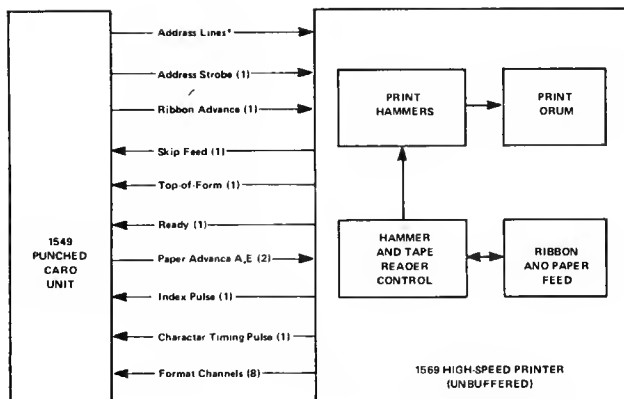 1549
PUNCHED
CARO
UNIT
Address Lines*
Address Strobe (1)
Ribbon Advance (1)
Skip Feed (1)
Top-of-Form (1)
Ready (1)
Paper Advanca A,E (2)
Index Pulse (1)
Charactar Timing Pulse (1)
Format Channels (8)
PRINT
HAMMERS
PRINT
ORUM
HAMMER
AND TAPE
REAOER
CONTROL
RIBBON
ANO PAPER
FEED
1569 HIGH-SPEED PRINTER
(UNBUFFERED)